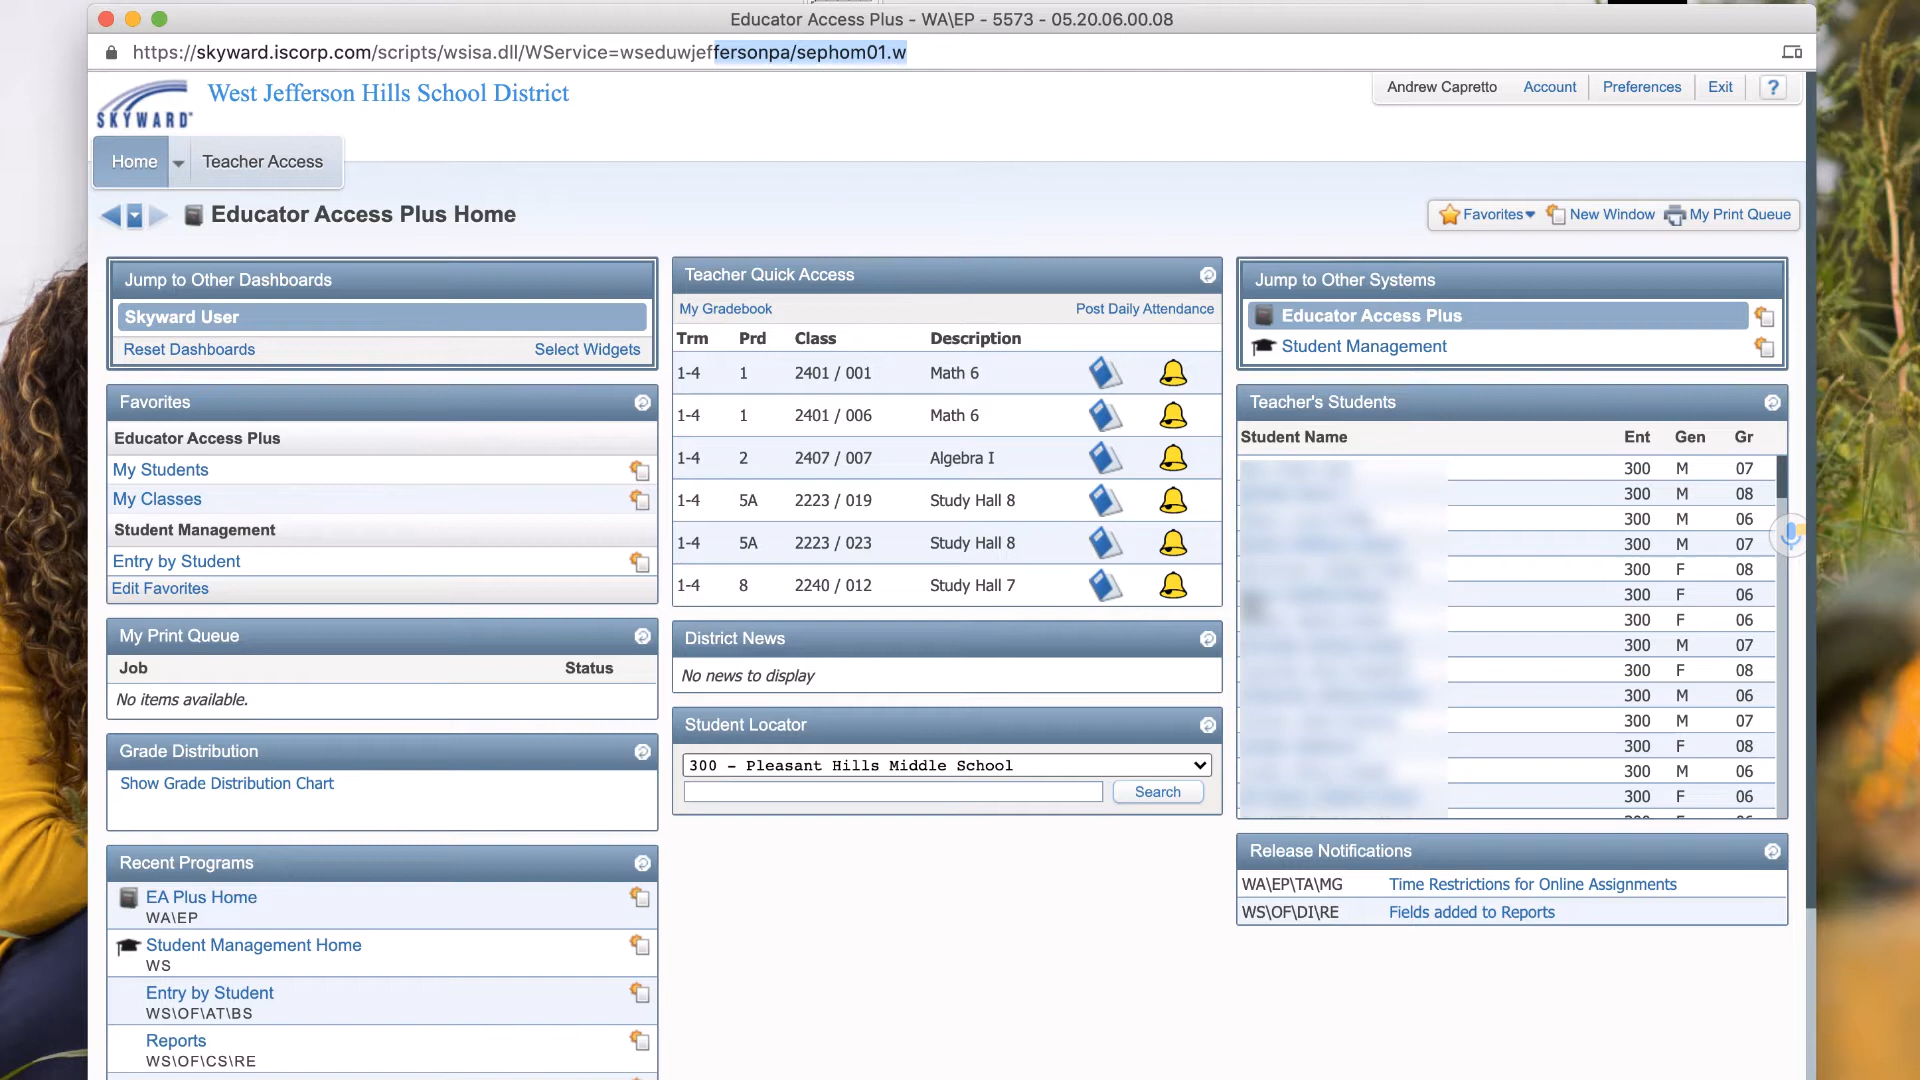 Educator Access Plus - WA\EP - 5573 - 05.20.06.00.08
https://skyward.iscorp.com/scripts/wsisa.dll/WService=wseduwjeffersonpa/sephom01.w
SKYWARD
West Jefferson Hills School District
Andrew Capretto Account Preferences Exit ?
Home Teacher Access
Educator Access Plus Home
Favorites New Window My Print Queue
Jump to Other Dashboards
Skyward User
Reset Dashboards Select Widgets
Favorites
Educator Access Plus
My Students
My Classes
Student Management
Entry by Student
Edit Favorites
My Print Queue
Job Status
No items available.
Grade Distribution
Show Grade Distribution Chart
Recent Programs
EA Plus Home
WA\EP
Student Management Home
WS
Entry by Student
WS\OF\AT\BS
Reports
WS\OF\CS\RE
Teacher Quick Access
My Gradebook Post Daily Attendance
Trm Prd Class Description
1-4 1 2401 / 001 Math 6
1-4 1 2401 / 006 Math 6
1-4 2 2407 / 007 Algebra I
1-4 5A 2223 / 019 Study Hall 8
1-4 5A 2223 / 023 Study Hall 8
1-4 8 2240 / 012 Study Hall 7
District News
No news to display
Student Locator
300 - Pleasant Hills Middle School
Search
Jump to Other Systems
Educator Access Plus
Student Management
Teacher's Students
Student Name Ent Gen Gr
300 M 07
300 M 08
300 M 06
300 M 07
300 F 08
300 F 06
300 F 06
300 M 07
300 F 08
300 M 06
300 M 07
300 F 08
300 M 06
300 F 06
Release Notifications
WA\EP\TA\MG Time Restrictions for Online Assignments
WS\OF\DI\RE Fields added to Reports